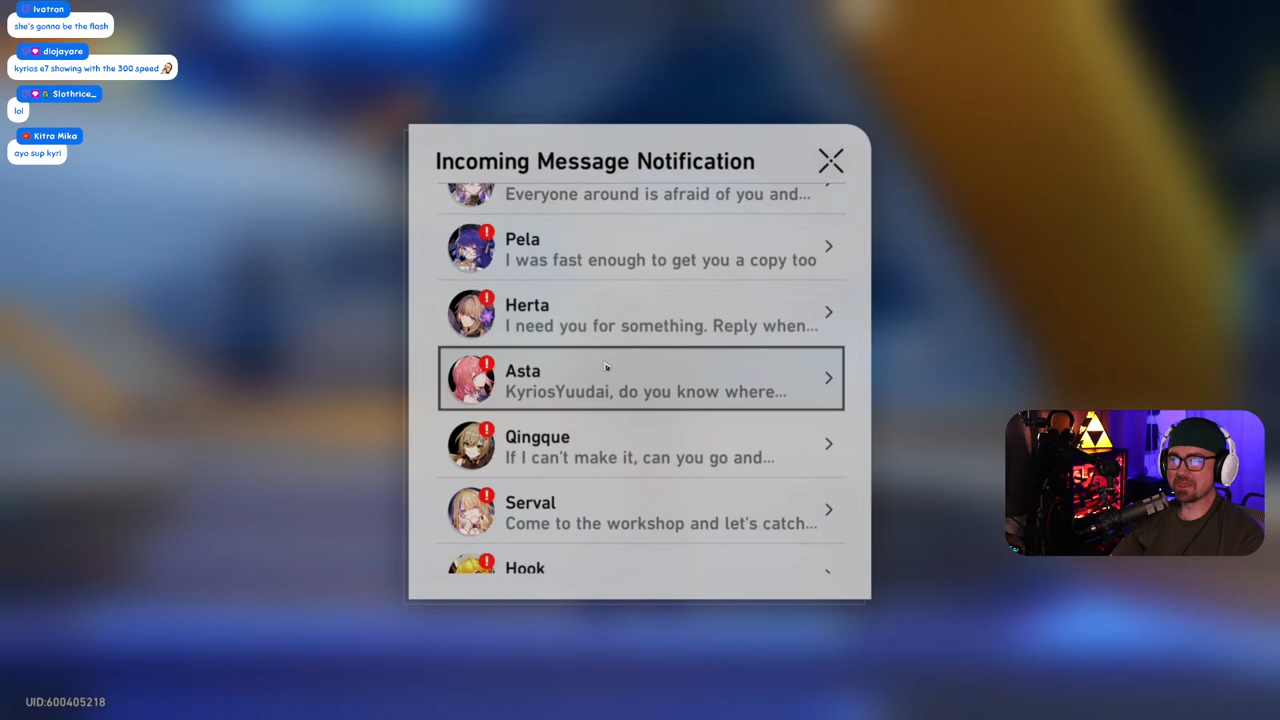 Ivatron
she's gonna be the flash
diojayare
kyrios e7 showing with the 300 speed
Slothrice_
lol
Kitra Mika
ayo sup kyri
Incoming Message Notification
Everyone around is afraid of you and...
Pela
I was fast enough to get you a copy too
Herta
I need you for something. Reply when...
Asta
KyriosYuudai, do you know where...
Qingque
If I can't make it, can you go and...
Serval
Come to the workshop and let's catch...
Hook
UID:600405218